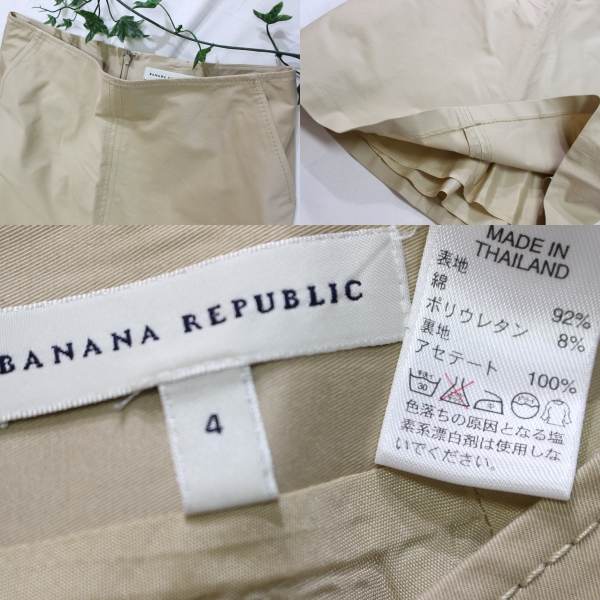 BANANA REPUBLIC
4
MADE IN
THAILAND
表地
綿 92%
ポリウレタン 8%
裏地
アセテート 100%
色落ちの原因となる塩
素系漂白剤は使用しな
いでください。